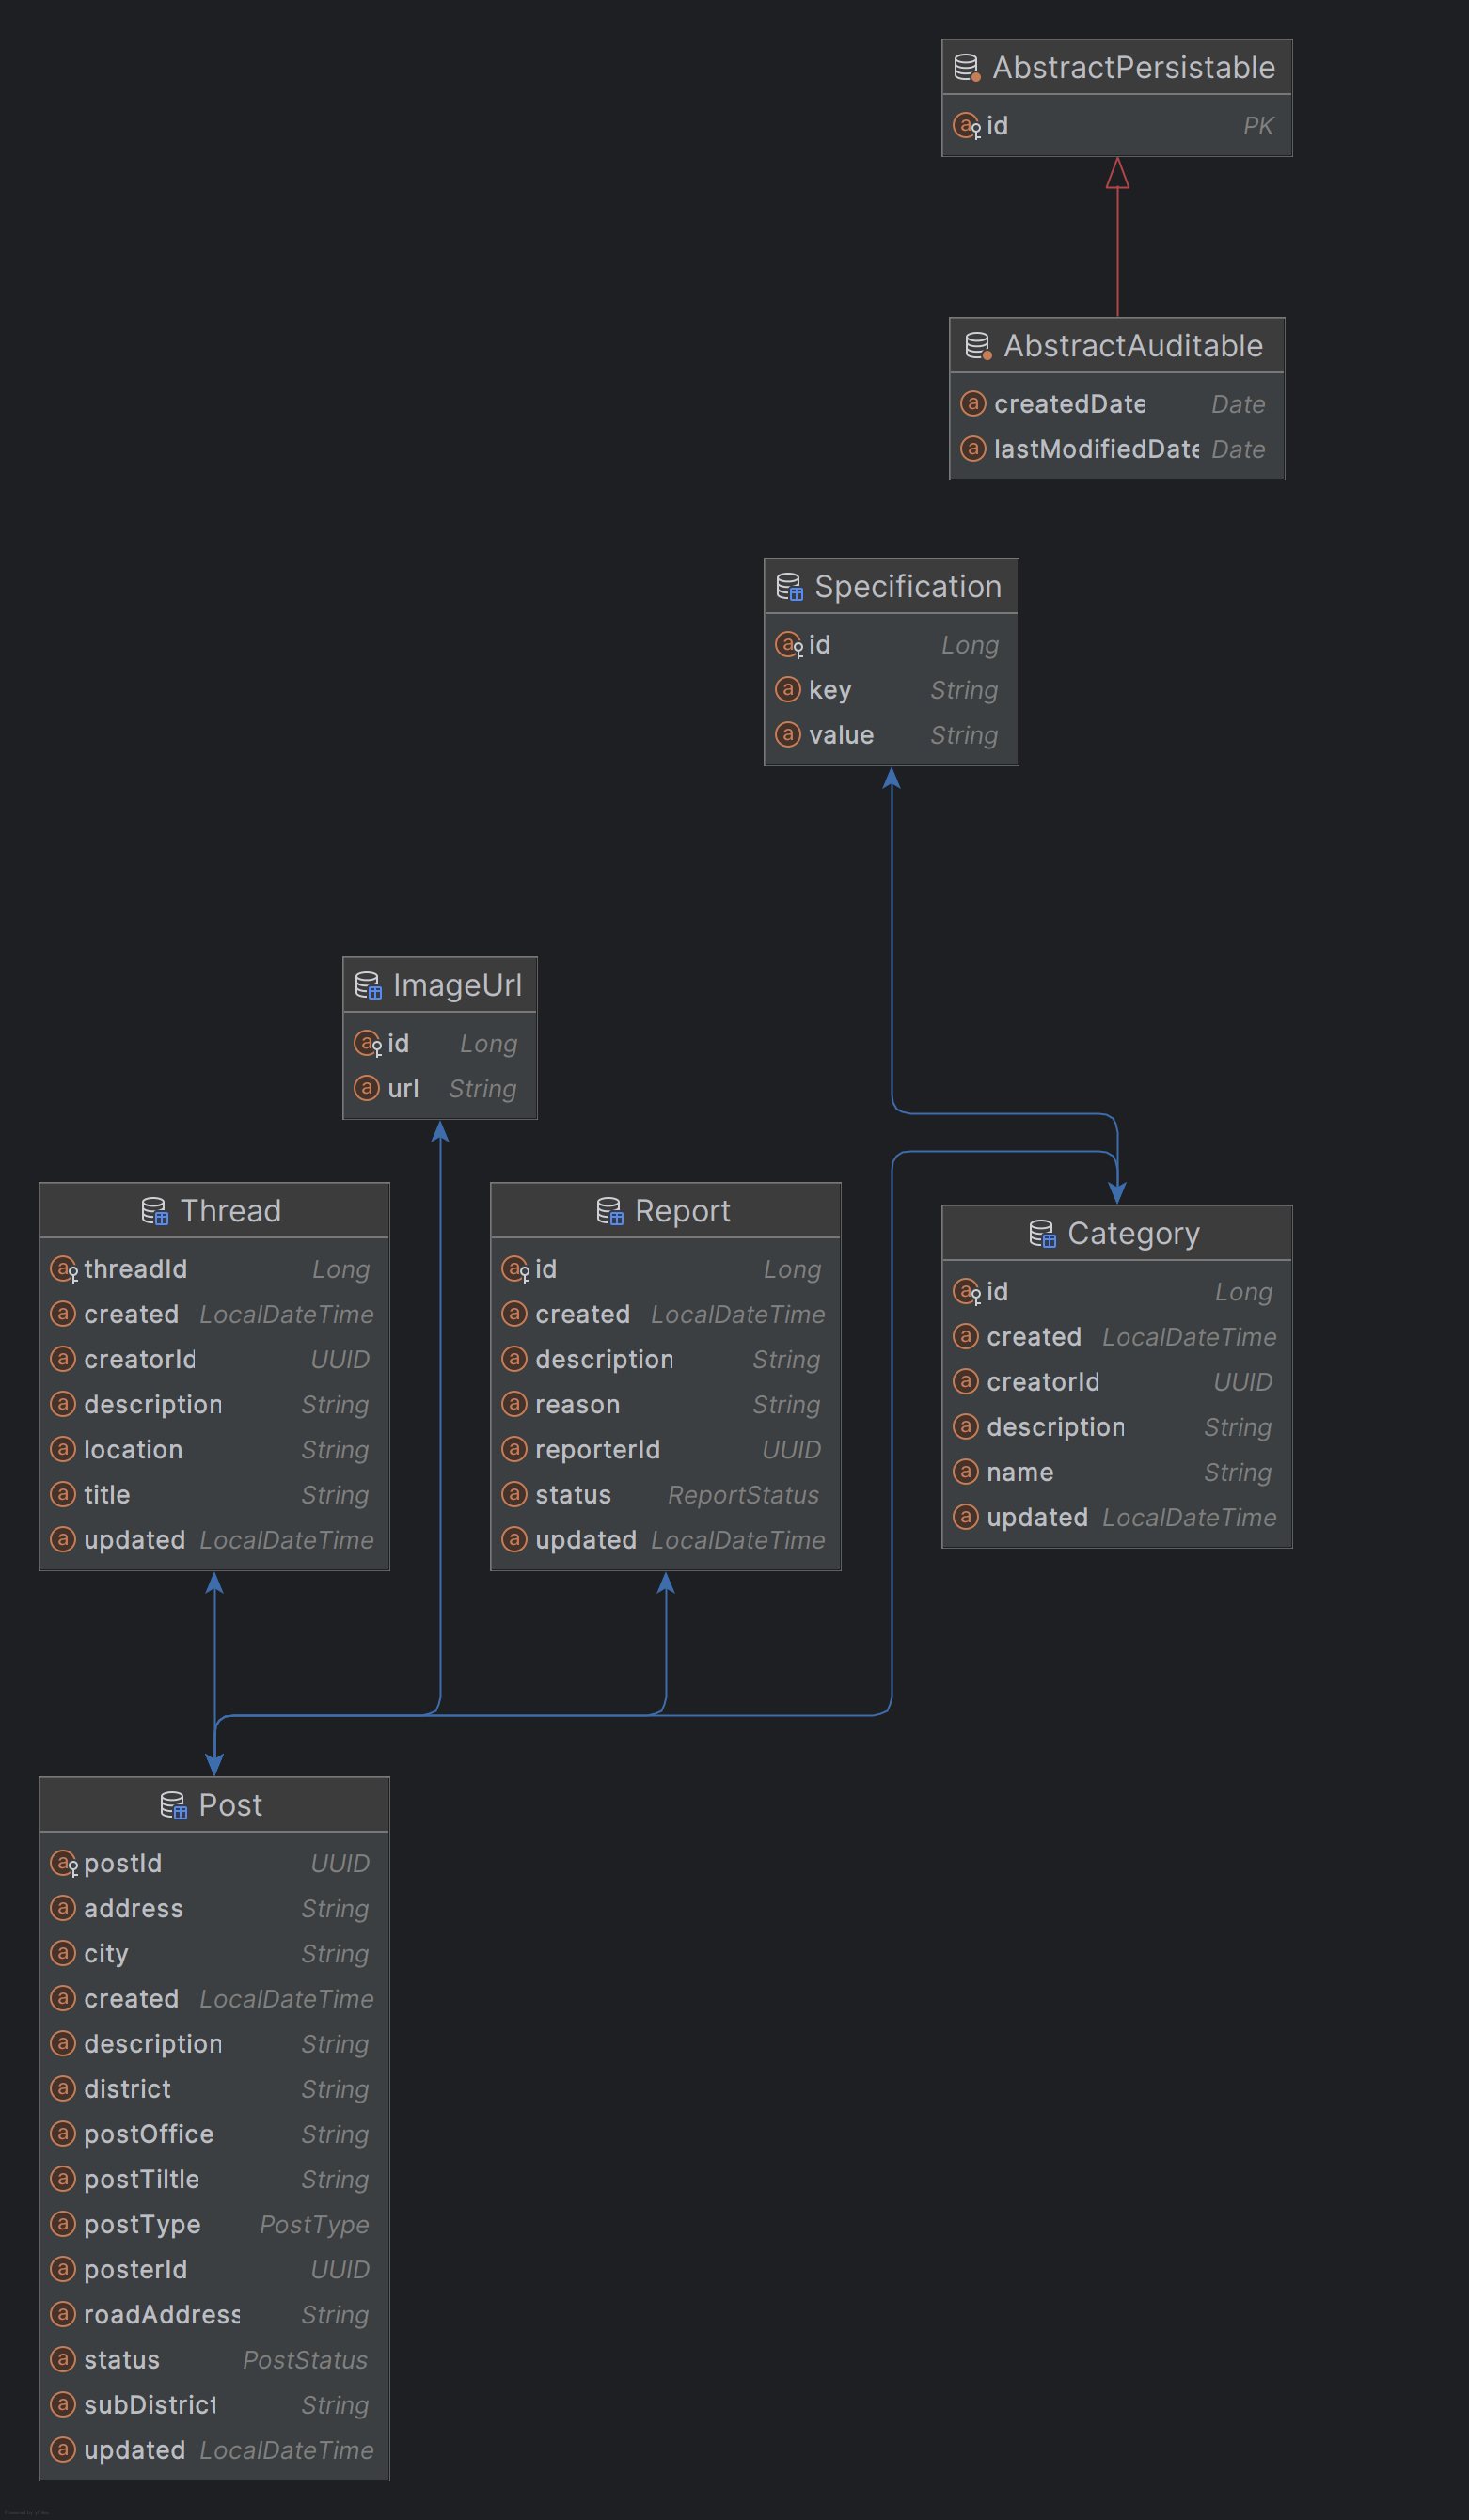 AbstractPersistable
id PK
AbstractAuditable
createdDate Date
lastModifiedDate Date
Specification
id Long
key String
value String
ImageUrl
id Long
url String
Thread
threadId Long
created LocalDateTime
creatorId UUID
description String
location String
title String
updated LocalDateTime
Report
id Long
created LocalDateTime
description String
reason String
reporterId UUID
status ReportStatus
updated LocalDateTime
Category
id Long
created LocalDateTime
creatorId UUID
description String
name String
updated LocalDateTime
Post
postId UUID
address String
city String
created LocalDateTime
description String
district String
postOffice String
postTiltle String
postType PostType
posterId UUID
roadAddress String
status PostStatus
subDistrict String
updated LocalDateTime
Powered by yFiles